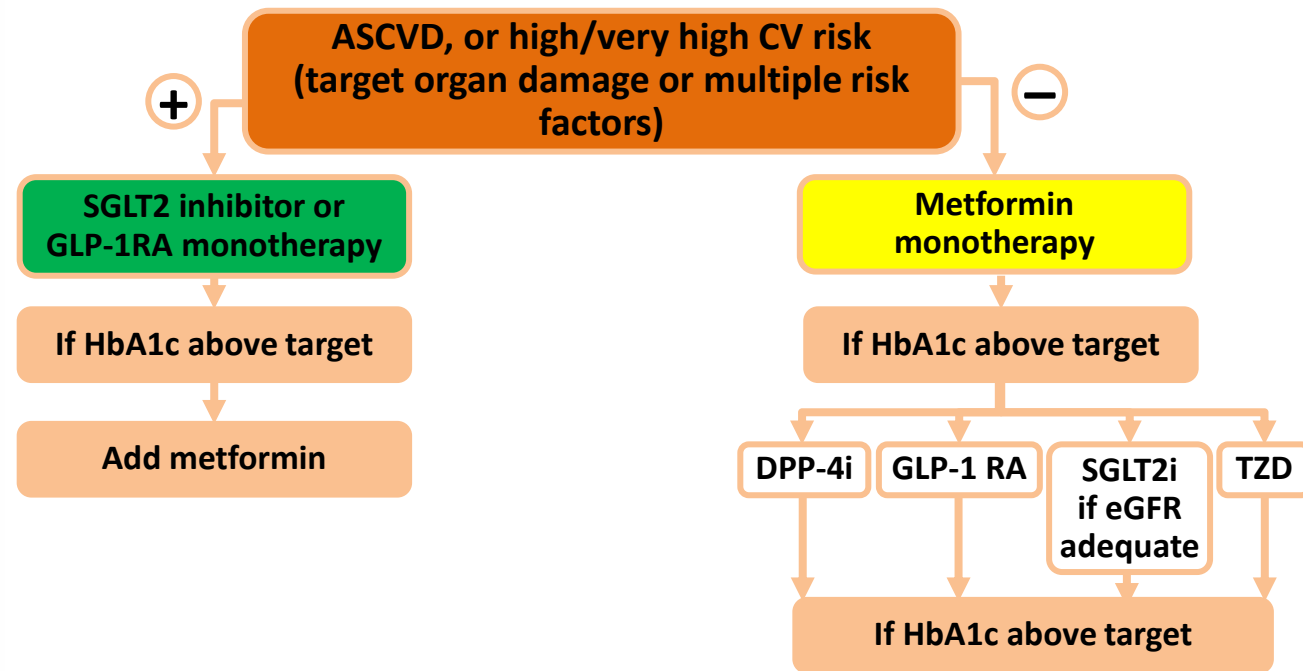 ASCVD, or high/very high CV risk
(target organ damage or multiple risk
factors)
+
−
SGLT2 inhibitor or
GLP-1RA monotherapy
Metformin
monotherapy
If HbA1c above target
If HbA1c above target
Add metformin
DPP-4i
GLP-1 RA
SGLT2i
if eGFR
adequate
TZD
If HbA1c above target